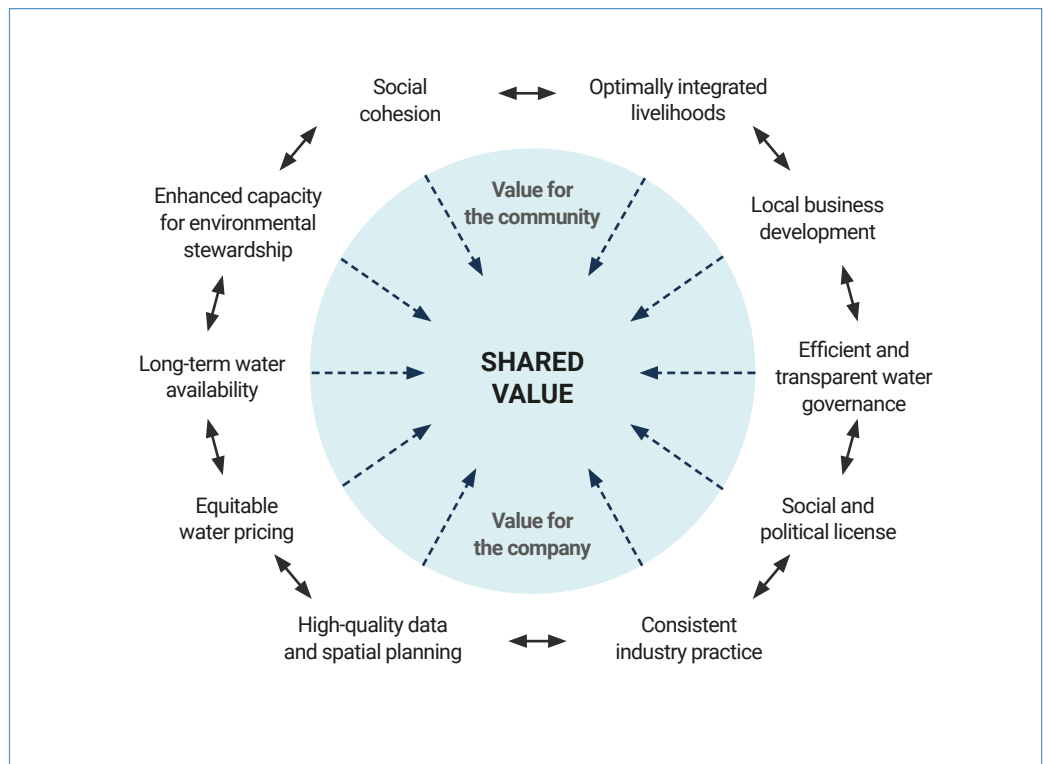 Social
cohesion
Optimally integrated
livelihoods
Enhanced capacity
for environmental
stewardship
Value for
the community
Local business
development
Long-term water
availability
SHARED
VALUE
Efficient and
transparent water
governance
Equitable
water pricing
Value for
the company
Social and
political license
High-quality data
and spatial planning
Consistent
industry practice